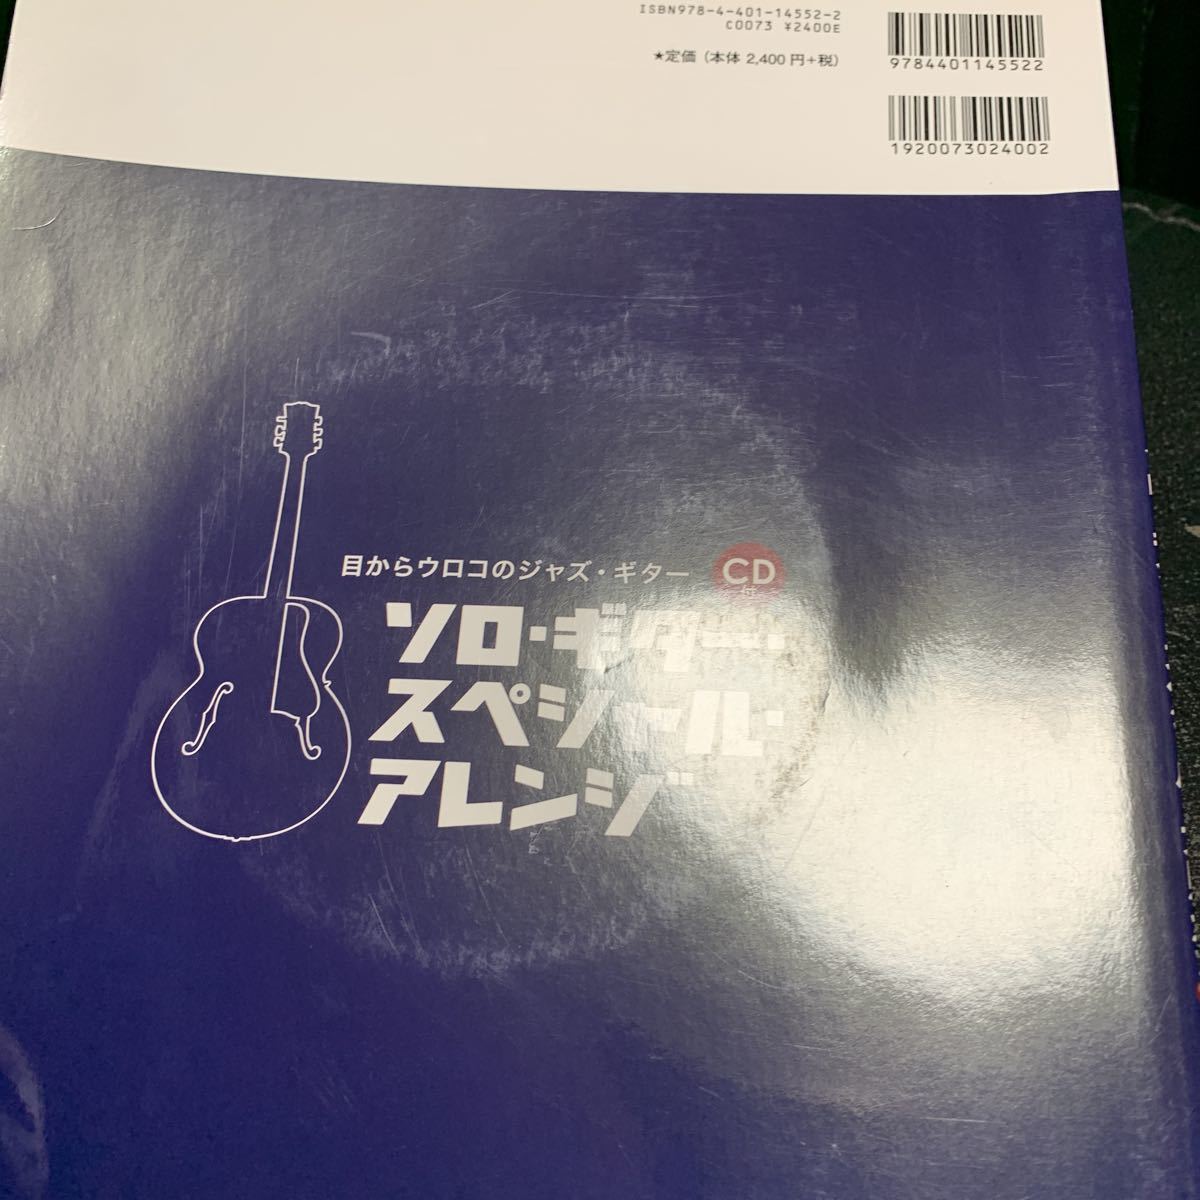 ISBN978-4-401-14552-2
C0073 ¥2400E
★定価（本体 2,400 円+税）
9784401145522
1920073024002
目からウロコのジャズ・ギター
CD
付
ソロ・ギター・
スペシャル・
アレンジ